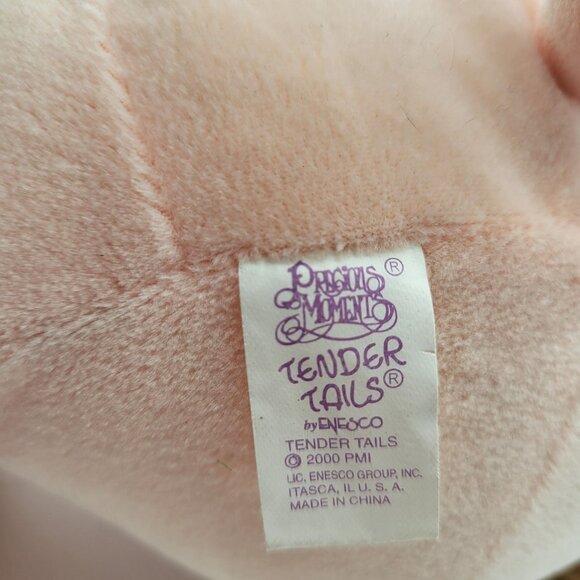 PRECIOUS ®
MOMENTS
TENDER
TAILS®
by ENESCO
TENDER TAILS
© 2000 PMI
LIC. ENESCO GROUP, INC.
ITASCA, IL U. S. A.
MADE IN CHINA